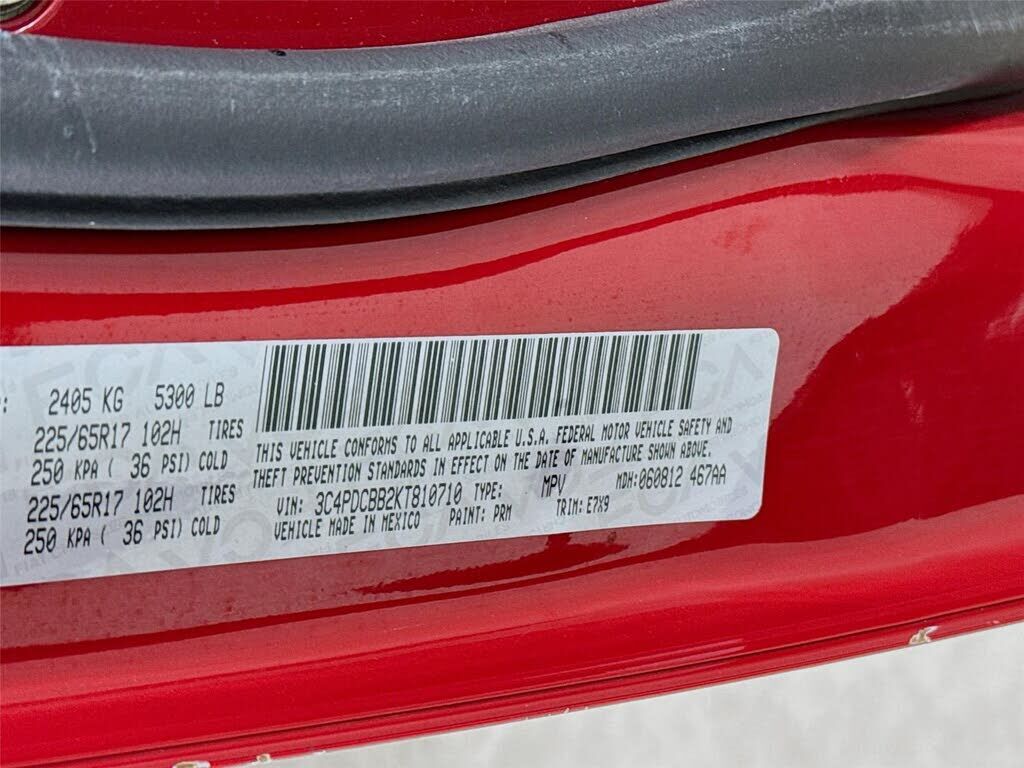 : 2405 KG 5300 LB
225/65R17 102H TIRES
250 KPA ( 36 PSI) COLD
225/65R17 102H TIRES
250 KPA ( 36 PSI) COLD
THIS VEHICLE CONFORMS TO ALL APPLICABLE U.S.A. FEDERAL MOTOR VEHICLE SAFETY AND
THEFT PREVENTION STANDARDS IN EFFECT ON THE DATE OF MANUFACTURE SHOWN ABOVE.
VIN: 3C4PDCBB2KT810710 TYPE: MPV MDH:060812 467AA
VEHICLE MADE IN MEXICO PAINT: PRM TRIM: E7X9